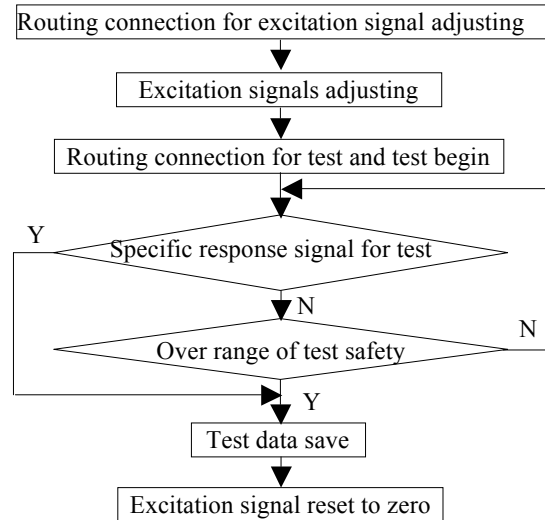 Routing connection for excitation signal adjusting
Excitation signals adjusting
Routing connection for test and test begin
Y
Specific response signal for test
N
N
Over range of test safety
Y
Test data save
Excitation signal reset to zero